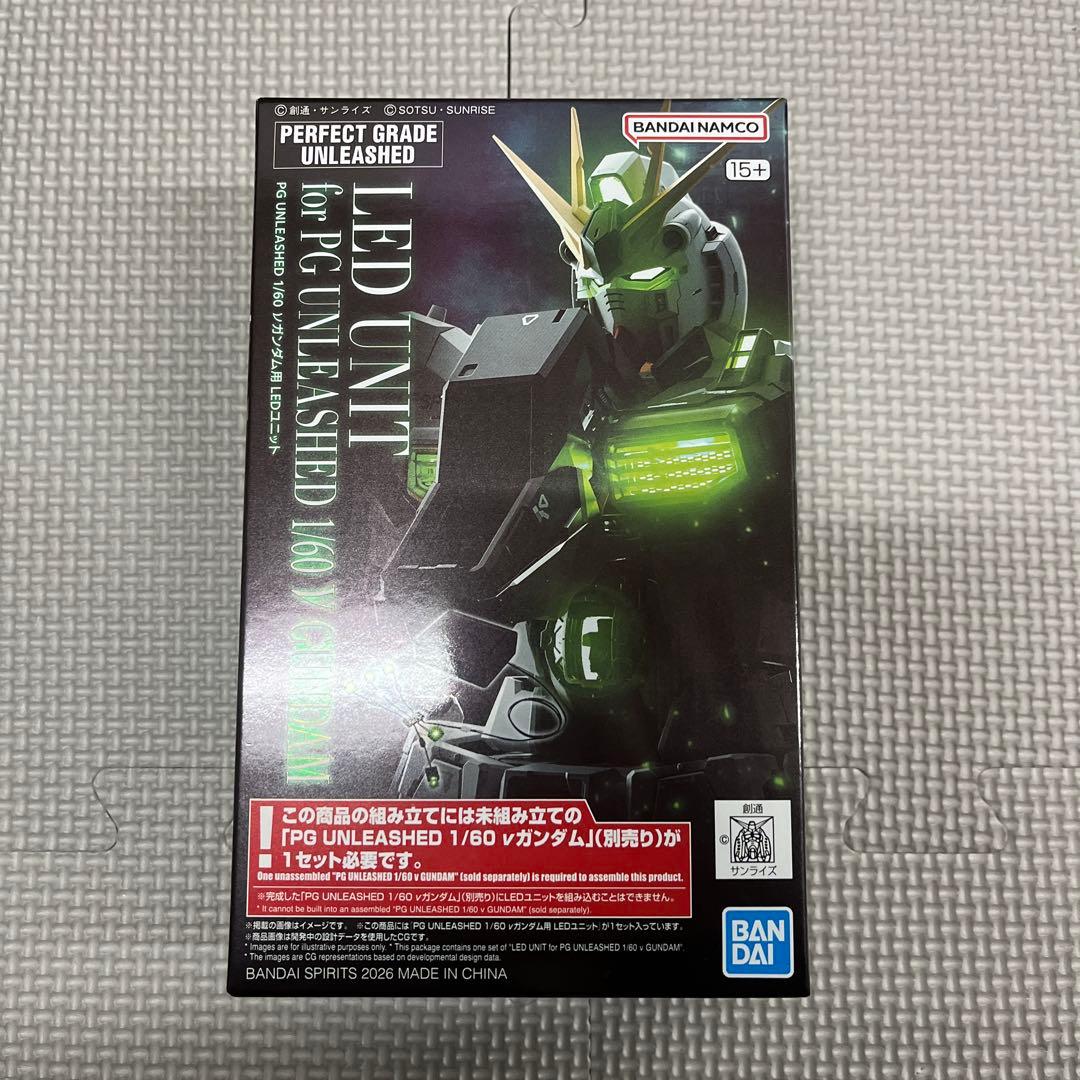 ©創通・サンライズ ©SOTSU・SUNRISE
PERFECT GRADE
UNLEASHED
BANDAI NAMCO
15+
LED UNIT
for PG UNLEASHED 1/60 ν GUNDAM
PG UNLEASHED 1/60 νガンダム用 LEDユニット
この商品の組み立てには未組み立ての
「PG UNLEASHED 1/60 νガンダム」(別売り)が
1セット必要です。
One unassembled "PG UNLEASHED 1/60 ν GUNDAM" (sold separately) is required to assemble this product.
※完成した「PG UNLEASHED 1/60 νガンダム」(別売り)にLEDユニットを組み込むことはできません。
* It cannot be built into an assembled "PG UNLEASHED 1/60 ν GUNDAM" (sold separately).
※掲載の画像はイメージです。 ※この商品には「PG UNLEASHED 1/60 νガンダム用 LEDユニット」が1セット入っています。
※商品画像は開発中の設計データを使用したCGです。
* Images are for illustrative purposes only. * This package contains one set of "LED UNIT for PG UNLEASHED 1/60 ν GUNDAM".
* The images are CG representations based on developmental design data.
BANDAI SPIRITS 2026 MADE IN CHINA
創通
©
サンライズ
BAN
DAI